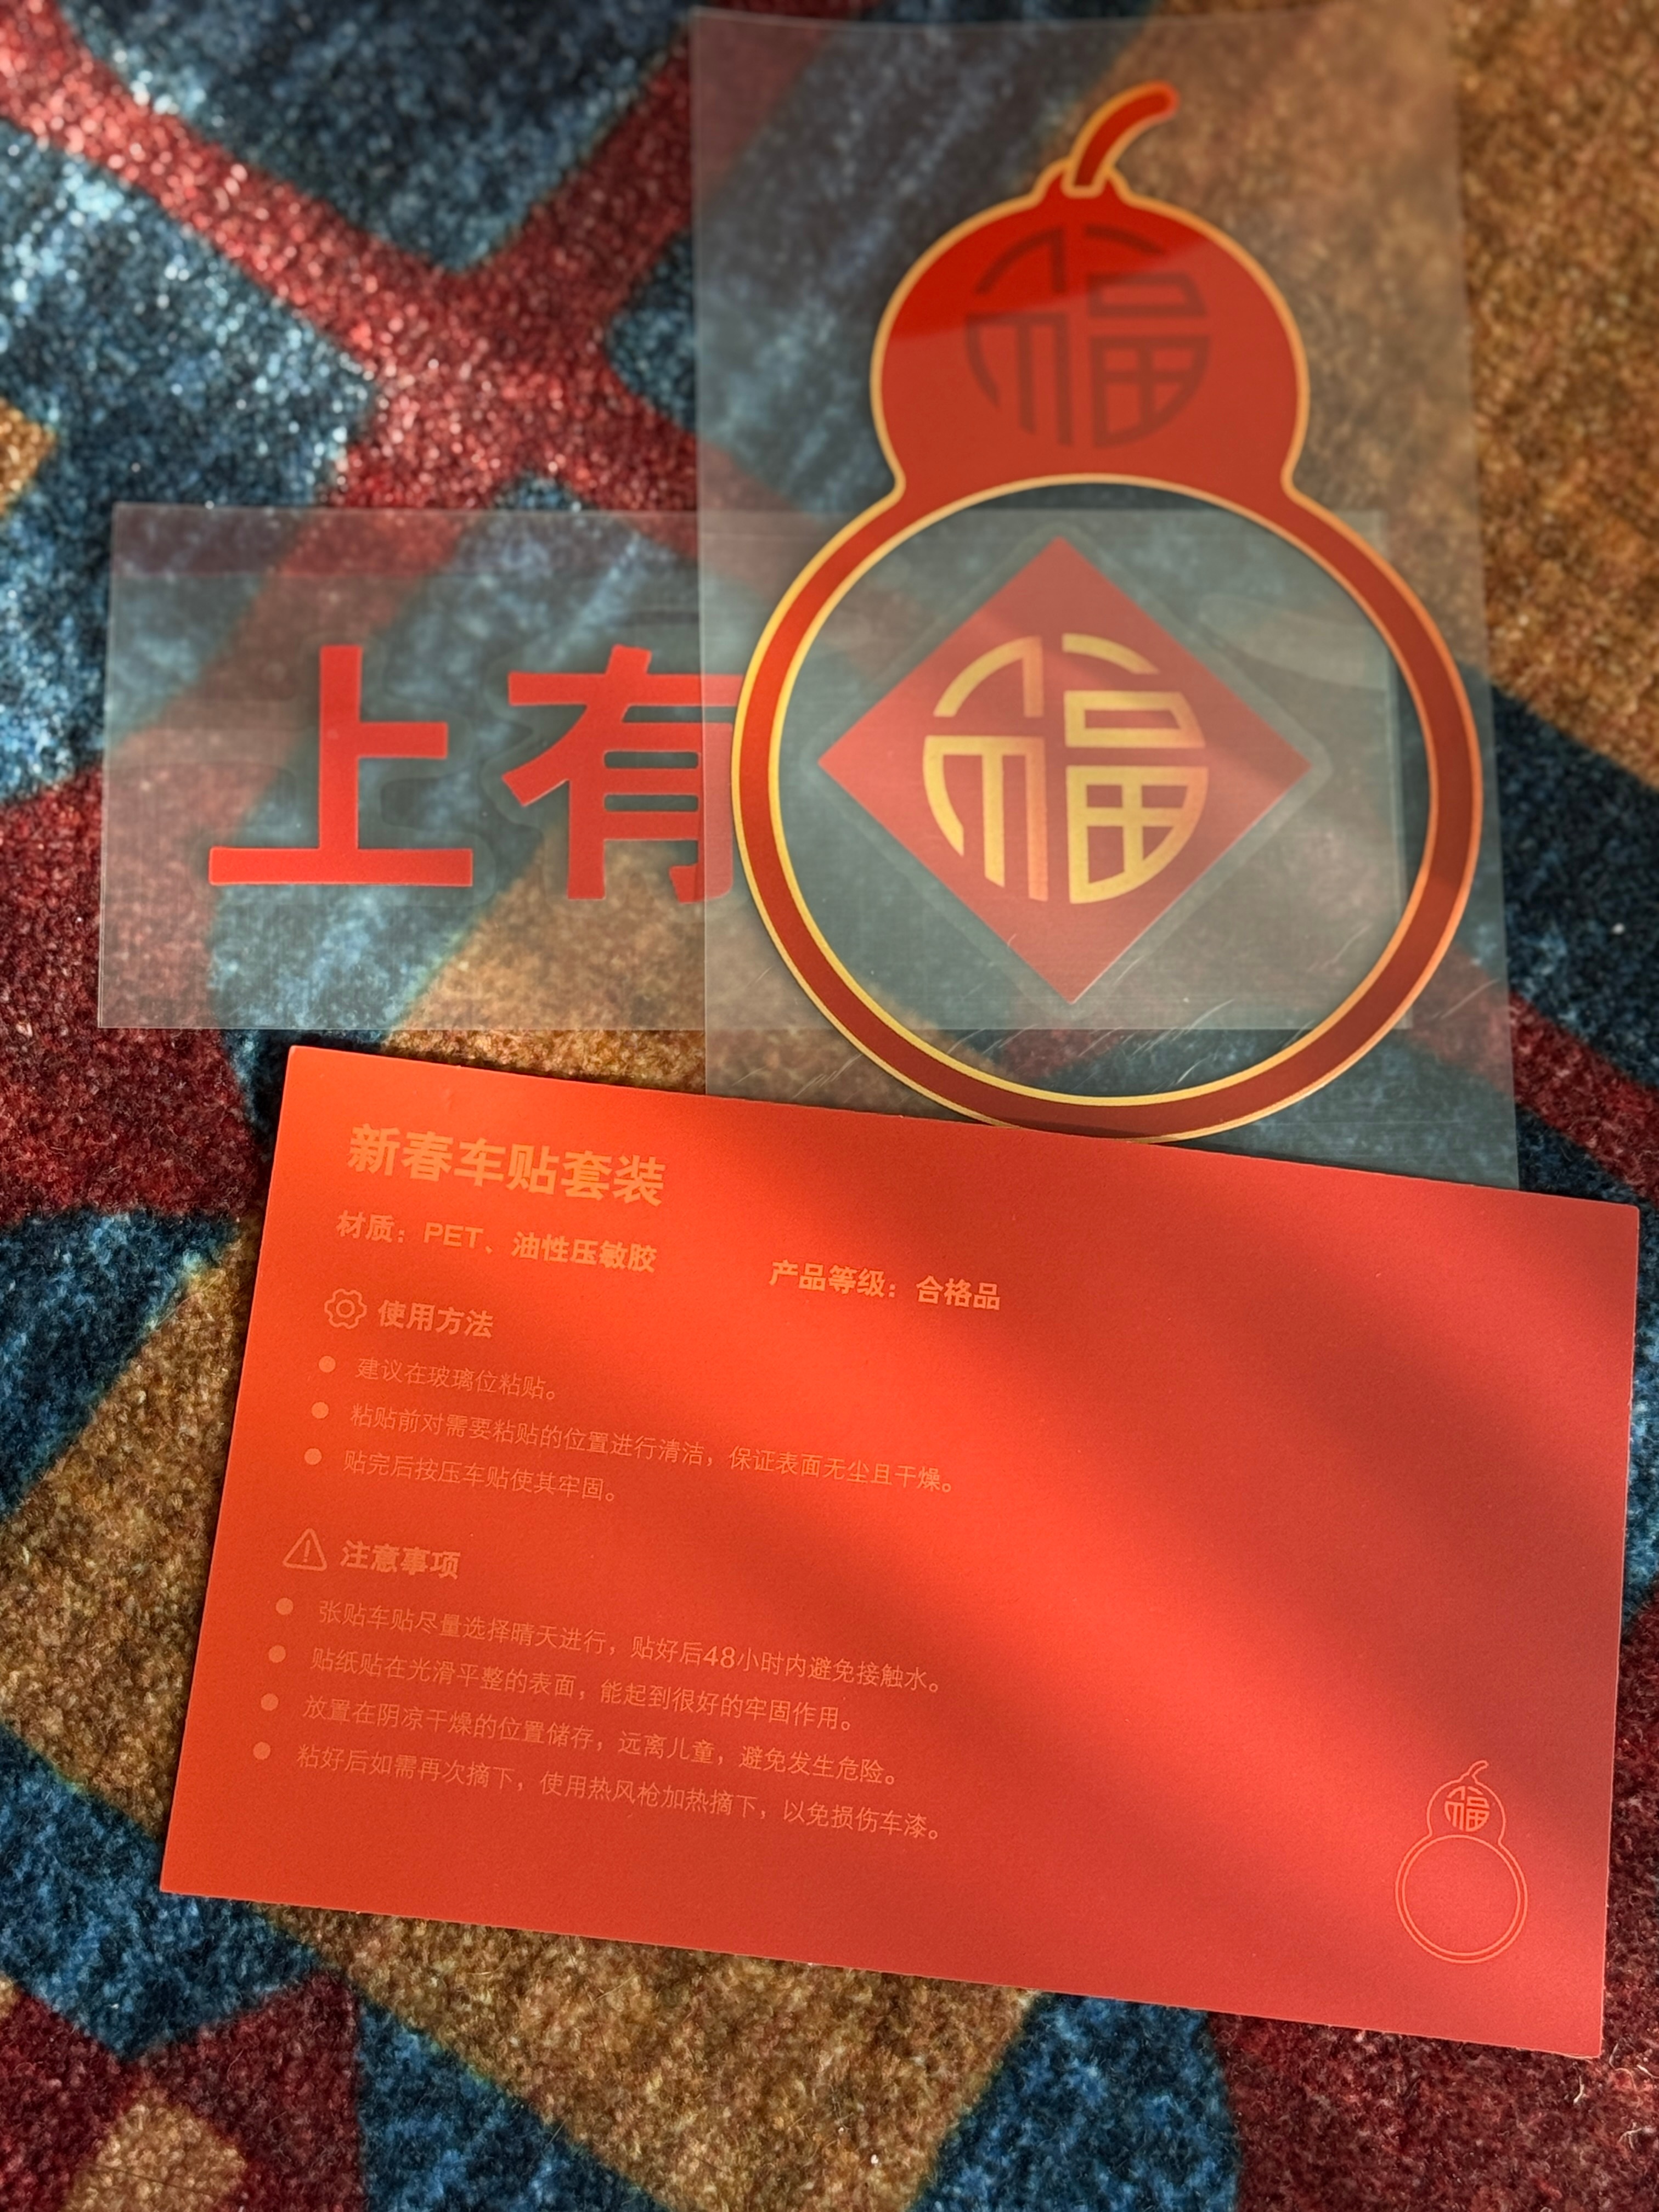 福
上有福
新春车贴套装
材质：PET、油性压敏胶 产品等级：合格品
使用方法
建议在玻璃位粘贴。
粘贴前对需要粘贴的位置进行清洁，保证表面无尘且干燥。
贴完后按压车贴使其牢固。
注意事项
张贴车贴尽量选择晴天进行，贴好后48小时内避免接触水。
贴纸贴在光滑平整的表面，能起到很好的牢固作用。
放置在阴凉干燥的位置储存，远离儿童，避免发生危险。
粘好后如需再次摘下，使用热风枪加热摘下，以免损伤车漆。
福